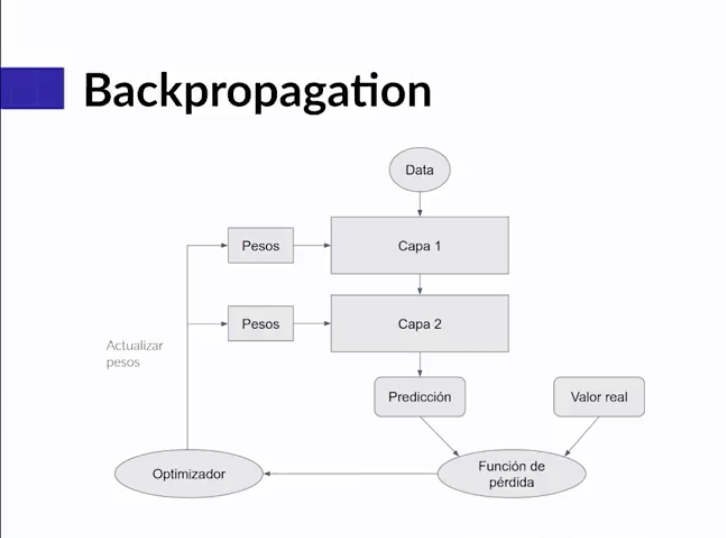 Backpropagation
Data
Pesos
Capa 1
Pesos
Capa 2
Actualizar
pesos
Predicción
Valor real
Optimizador
Función de
pérdida